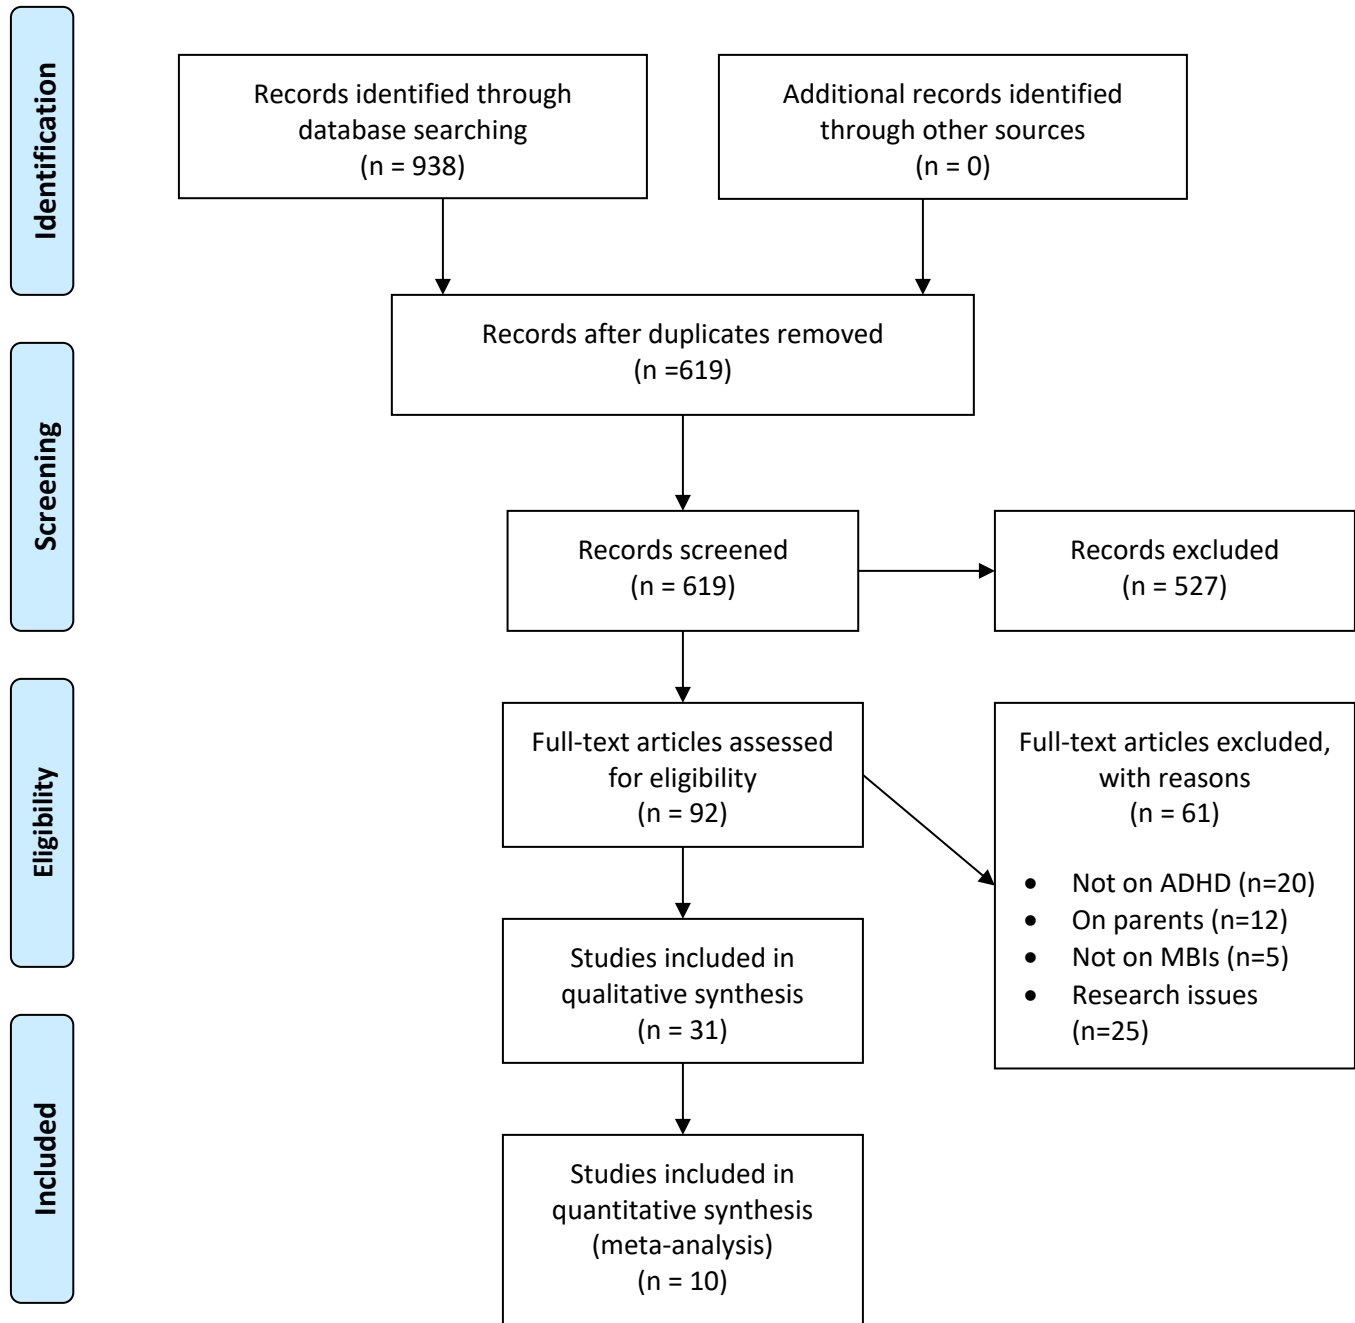 Identification
Records identified through
database searching
(n = 938)
Additional records identified
through other sources
(n = 0)
Records after duplicates removed
(n =619)
Screening
Records screened
(n = 619)
Records excluded
(n = 527)
Eligibility
Full-text articles assessed
for eligibility
(n = 92)
Full-text articles excluded,
with reasons
(n = 61)
• Not on ADHD (n=20)
• On parents (n=12)
• Not on MBIs (n=5)
• Research issues
(n=25)
Studies included in
qualitative synthesis
(n = 31)
Included
Studies included in
quantitative synthesis
(meta-analysis)
(n = 10)